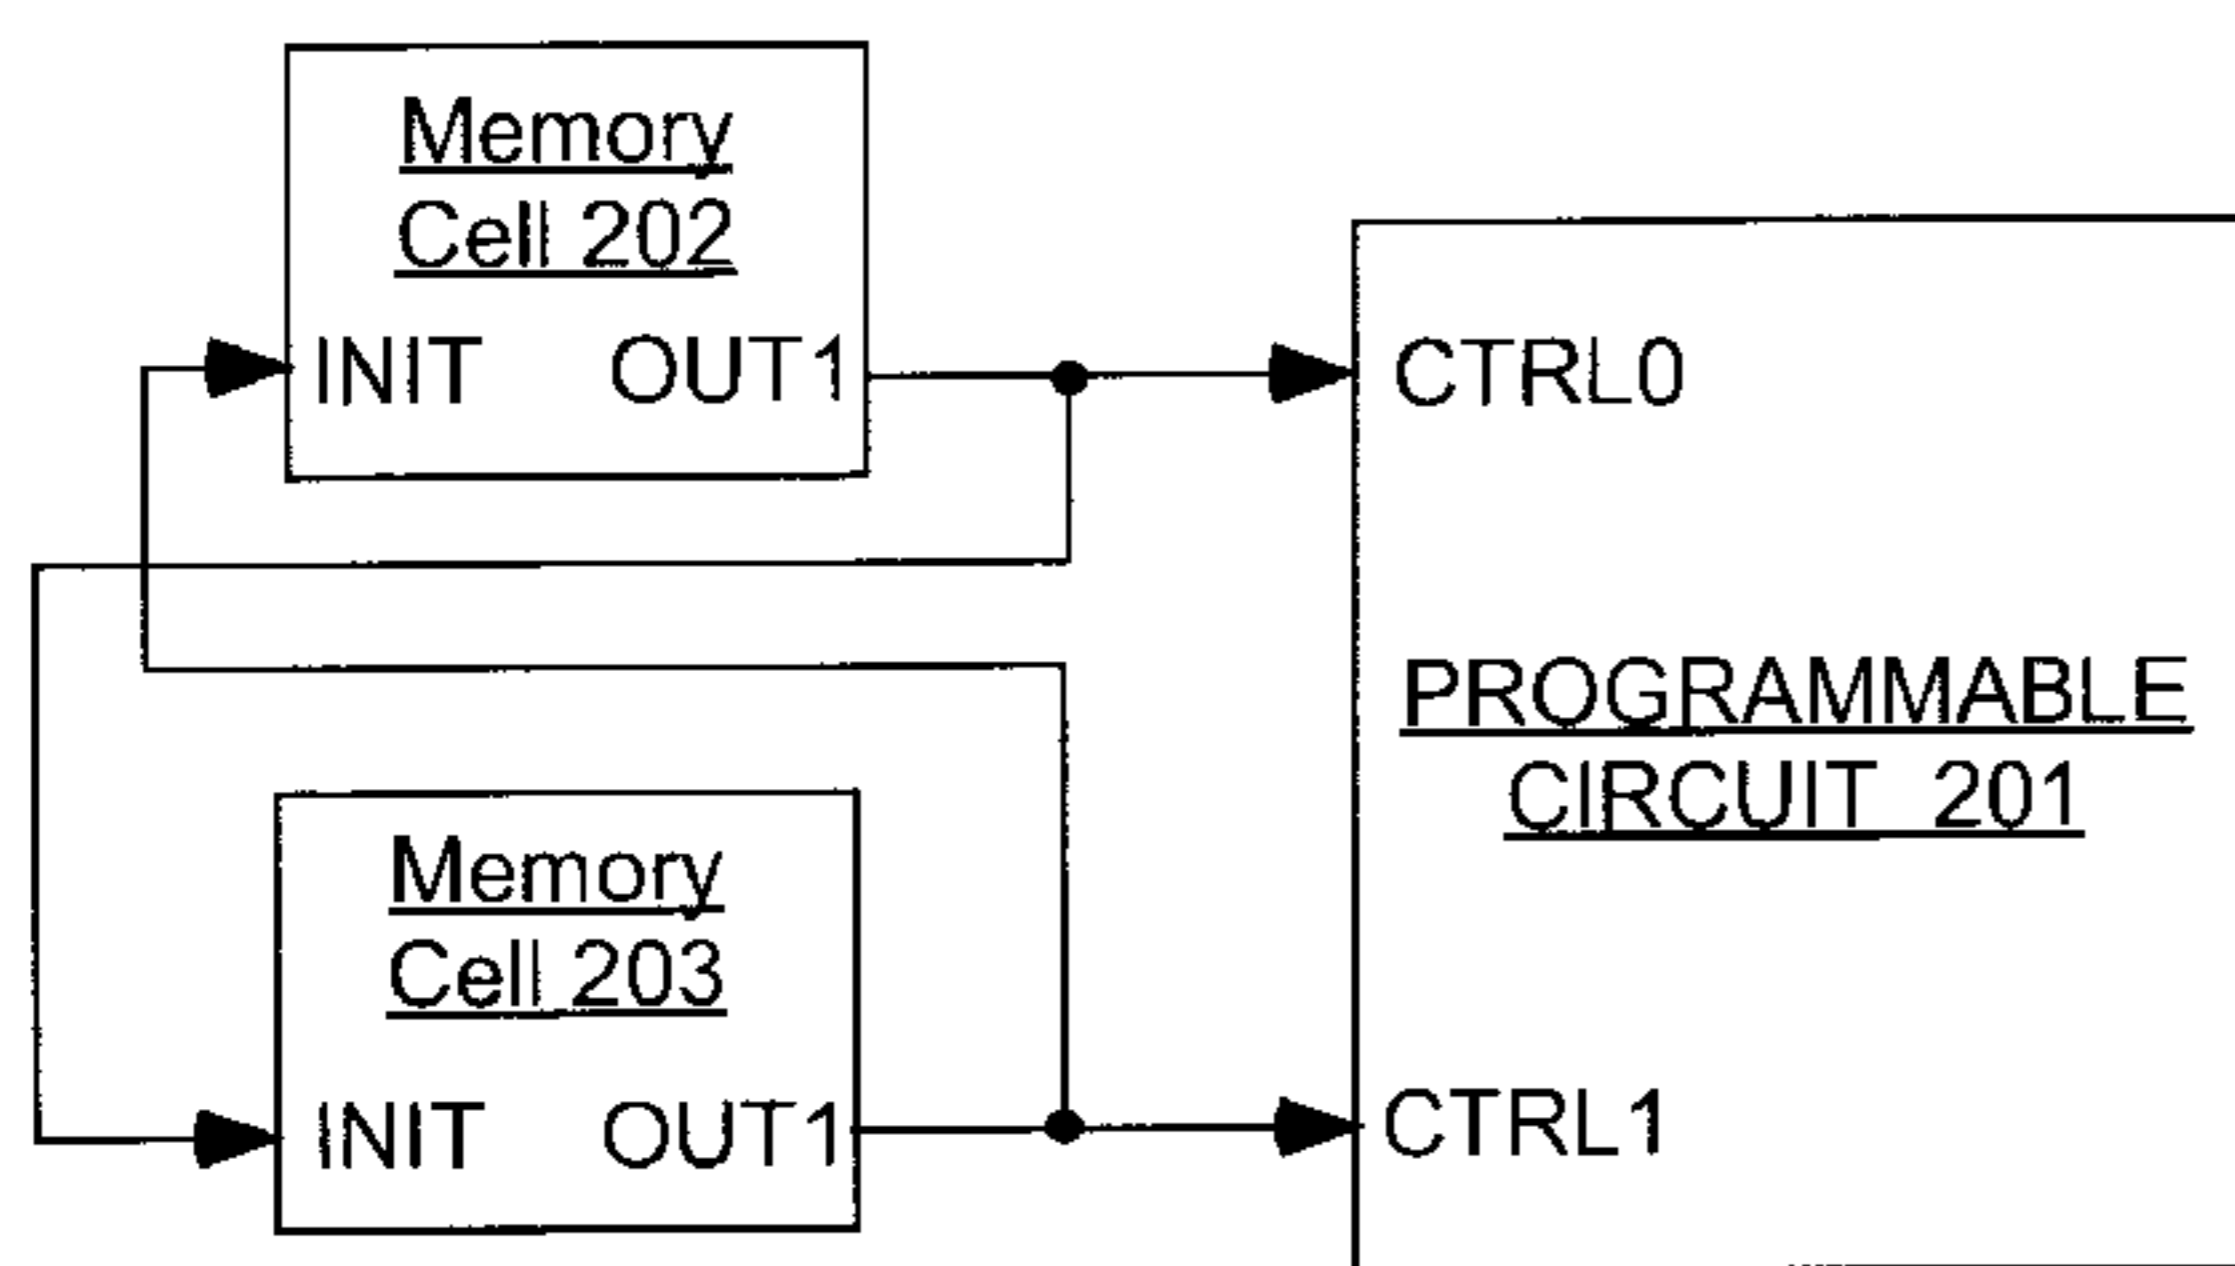 Memory
Cell 202
INIT OUT1
CTRL0
PROGRAMMABLE
CIRCUIT 201
Memory
Cell 203
INIT OUT1
CTRL1